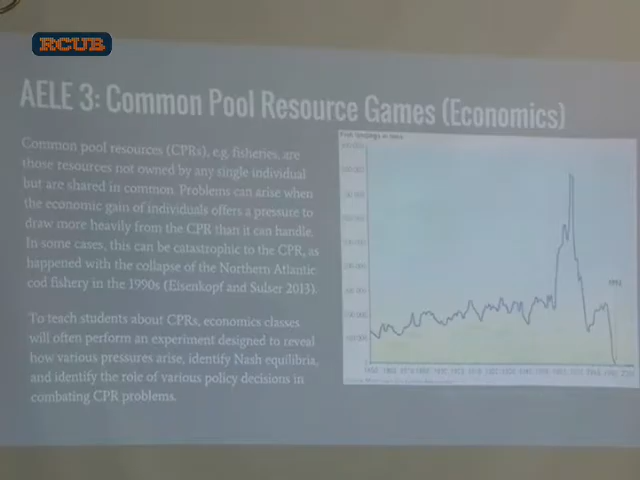 RCUB
AELE 3: Common Pool Resource Games (Economics)
Common pool resources (CPRs), e.g. fisheries, are
those resources not owned by any single individual
but are shared in common. Problems can arise when
the economic gain of individuals offers a pressure to
draw more heavily from the CPR than it can handle.
In some cases, this can be catastrophic to the CPR, as
happened with the collapse of the Northern Atlantic
cod fishery in the 1990s (Eisenkopf and Sulser 2013).
To teach students about CPRs, economics classes
will often perform an experiment designed to reveal
how various pressures arise, identify Nash equilibria,
and identify the role of various policy decisions in
combating CPR problems.
Fish landings in tons
1992